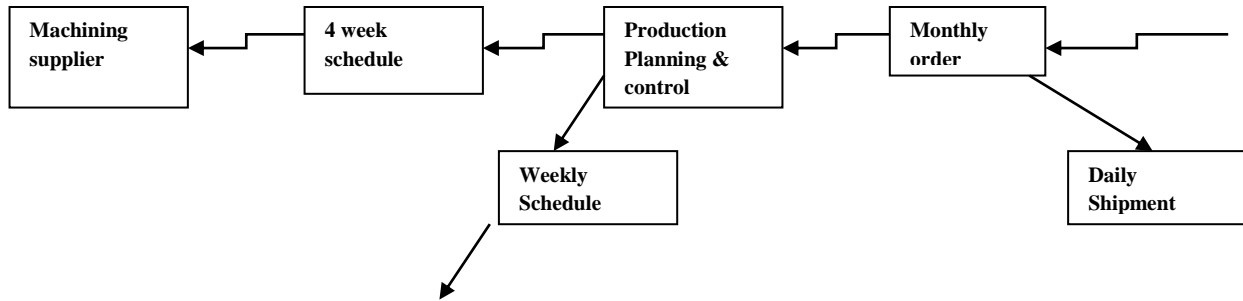 Machining
supplier
4 week
schedule
Production
Planning &
control
Monthly
order
Weekly
Schedule
Daily
Shipment